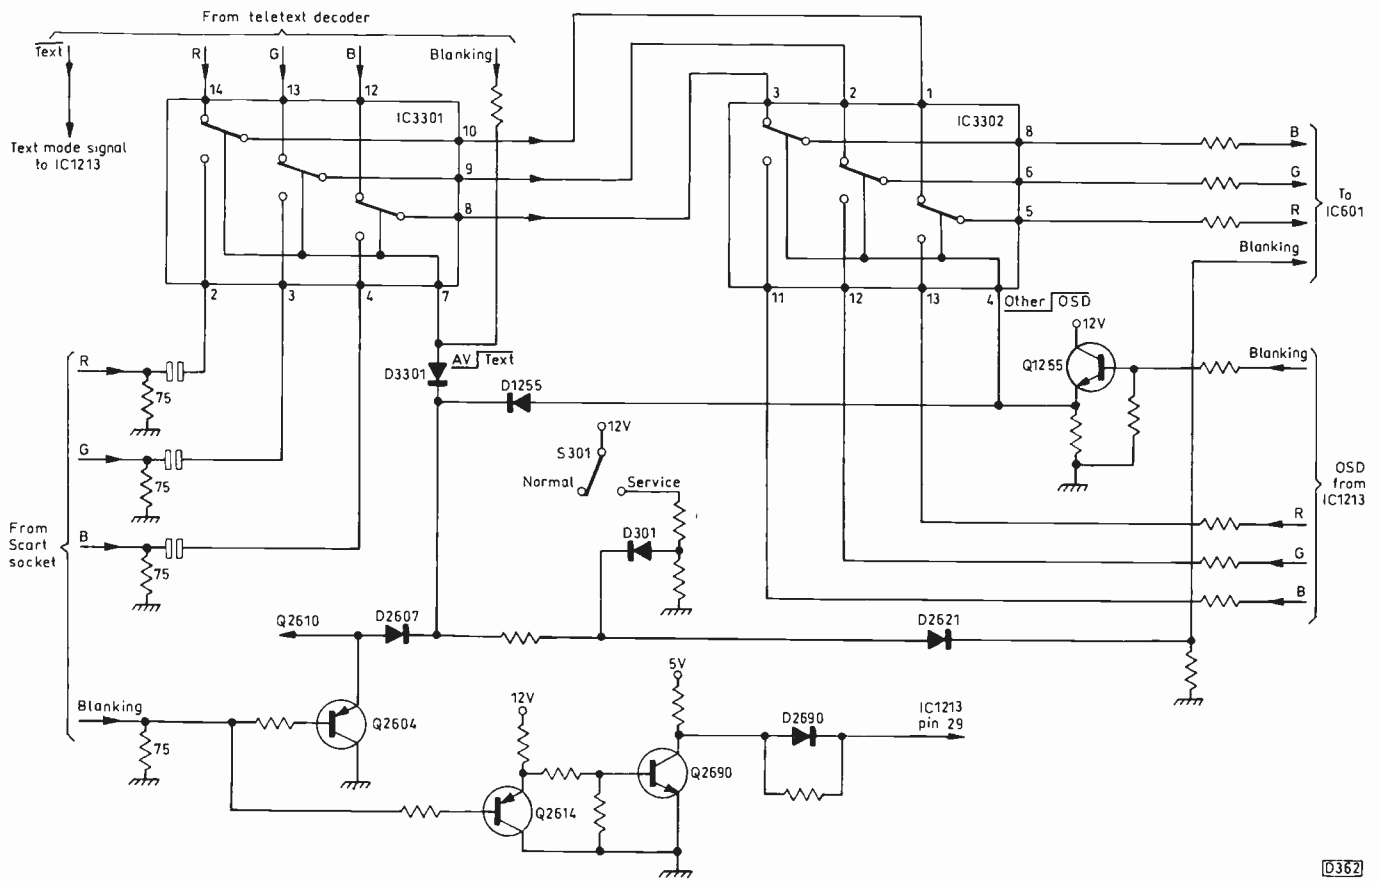 From teletext decoder
Text
R
G
B
Blanking
Text mode signal
to IC1213
14
13
12
IC3301
10
9
8
2
3
4
7
3
2
1
IC3302
8
6
5
11
12
13
4
B
G
R
Blanking
To
IC601
Other OSD
12V
Q1255
Blanking
AV Text
D3301
D1255
R
75
G
75
B
75
From
Scart
socket
12V
S301
Normal
Service
D301
OSD
from
IC1213
R
G
B
Q2610
D2607
D2621
Blanking
75
Q2604
12V
Q2614
5V
Q2690
D2690
IC1213
pin 29
D362